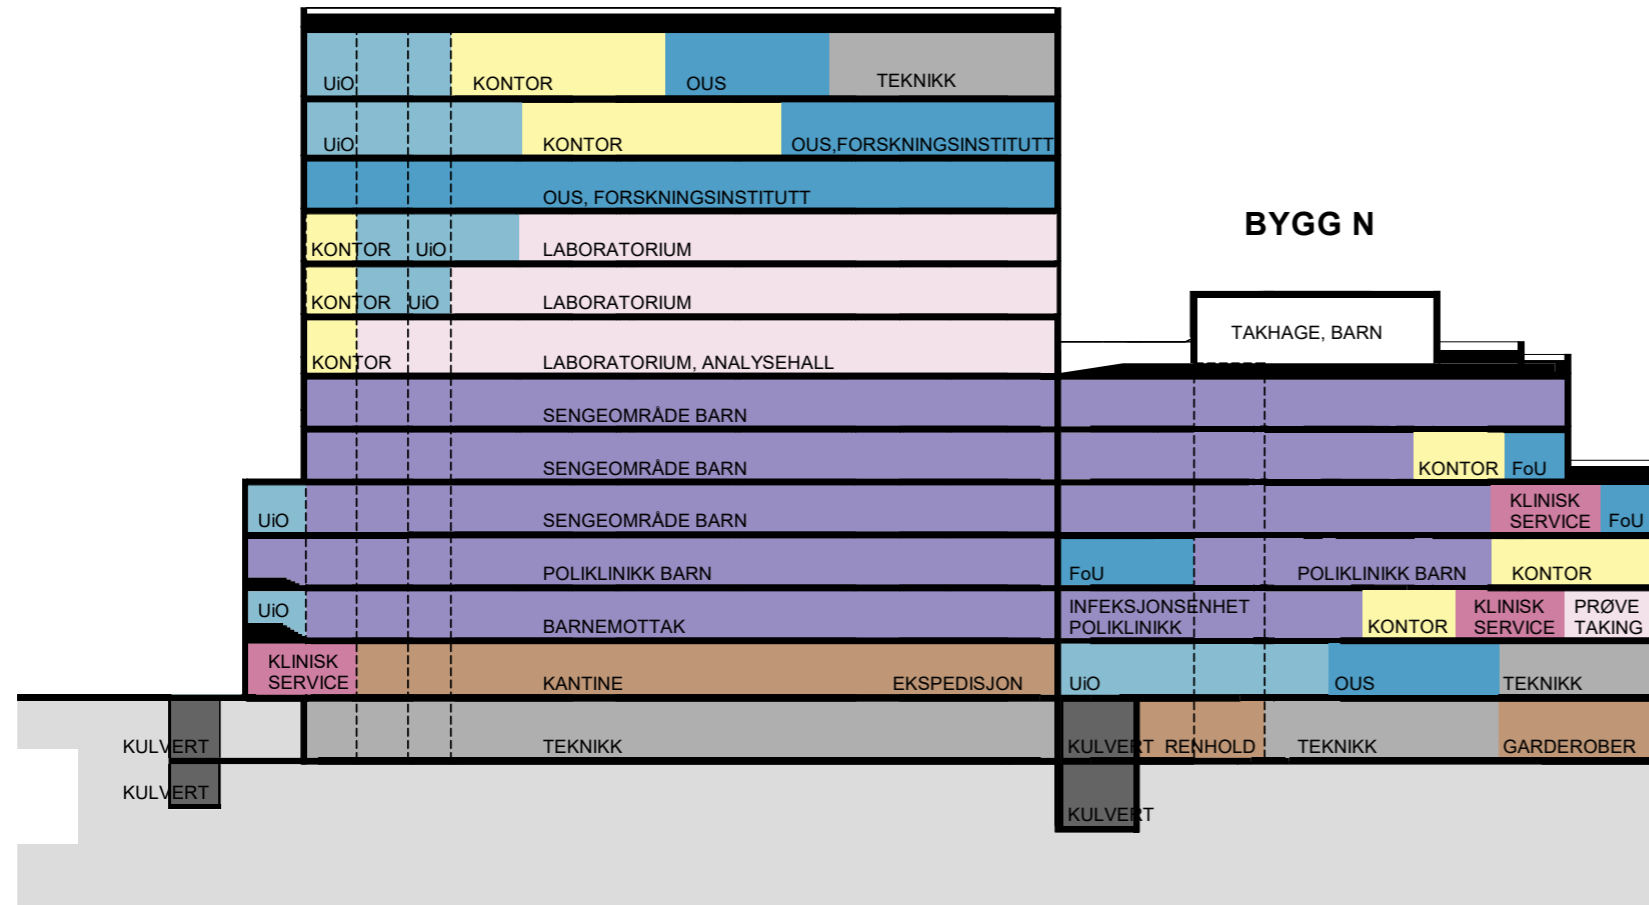 UiO KONTOR OUS TEKNIKK
UiO KONTOR OUS,FORSKNINGSINSTITUTT
OUS, FORSKNINGSINSTITUTT
KONTOR UiO LABORATORIUM
BYGG N
KONTOR UiO LABORATORIUM
TAKHAGE, BARN
KONTOR LABORATORIUM, ANALYSEHALL
SENGEOMRÅDE BARN
SENGEOMRÅDE BARN KONTOR FoU
UiO SENGEOMRÅDE BARN KLINISK SERVICE FoU
POLIKLINIKK BARN FoU POLIKLINIKK BARN KONTOR
UiO BARNEMOTTAK INFEKSJONSENHET POLIKLINIKK KONTOR KLINISK SERVICE PRØVE TAKING
KLINISK SERVICE KANTINE EKSPEDISJON UiO OUS TEKNIKK
KULVERT TEKNIKK KULVERT RENHOLD TEKNIKK GARDEROBER
KULVERT
KULVERT